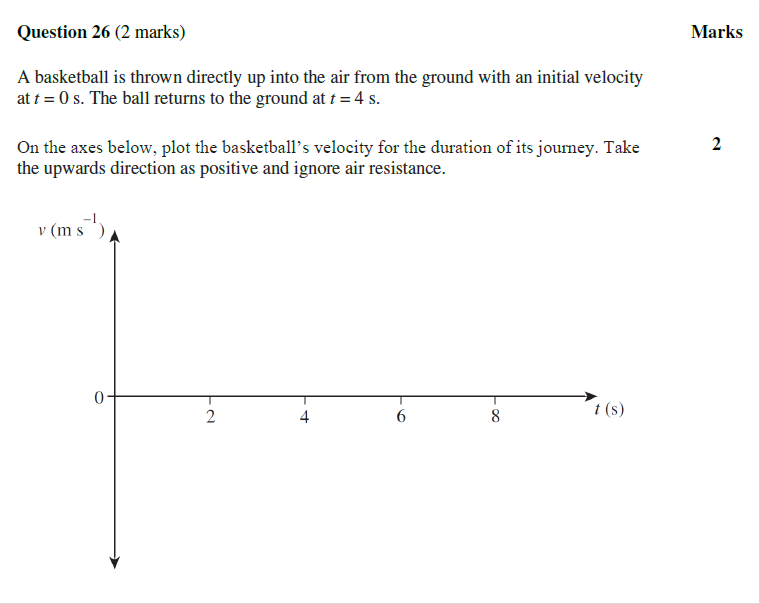 Question 26 (2 marks) Marks
A basketball is thrown directly up into the air from the ground with an initial velocity
at t = 0 s. The ball returns to the ground at t = 4 s.
On the axes below, plot the basketball’s velocity for the duration of its journey. Take 2
the upwards direction as positive and ignore air resistance.
v (m s⁻¹)
0
2 4 6 8
t (s)